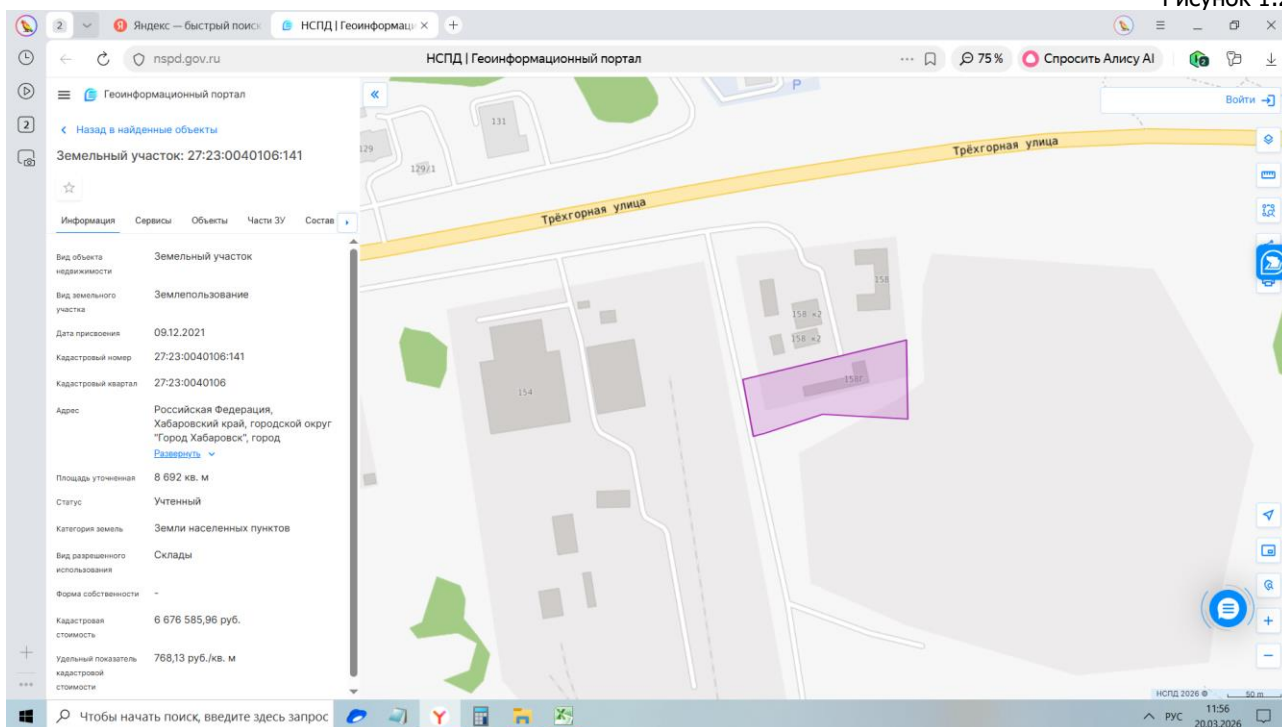 Рисунок 1.2
2
Яндекс — быстрый поиск
НСПД | Геоинформаци
nspd.gov.ru
НСПД | Геоинформационный портал
75 %
Спросить Алису AI
2
Геоинформационный портал
Войти
Назад в найденные объекты
Земельный участок: 27:23:0040106:141
Информация Сервисы Объекты Части ЗУ Состав
Вид объекта недвижимости
Земельный участок
Вид земельного участка
Землепользование
Дата присвоения
09.12.2021
Кадастровый номер
27:23:0040106:141
Кадастровый квартал
27:23:0040106
Адрес
Российская Федерация,
Хабаровский край, городской округ
"Город Хабаровск", город
Развернуть
Площадь уточненная
8 692 кв. м
Статус
Учтенный
Категория земель
Земли населенных пунктов
Вид разрешенного использования
Склады
Форма собственности
-
Кадастровая стоимость
6 676 585,96 руб.
Удельный показатель кадастровой стоимости
768,13 руб./кв. м
P
131
129
129/1
Трёхгорная улица
Трёхгорная улица
158
158 к2
158 к2
158Г
154
НСПД 2026 ©
50 m
Чтобы начать поиск, введите здесь запрос
РУС
11:56
20.03.2026